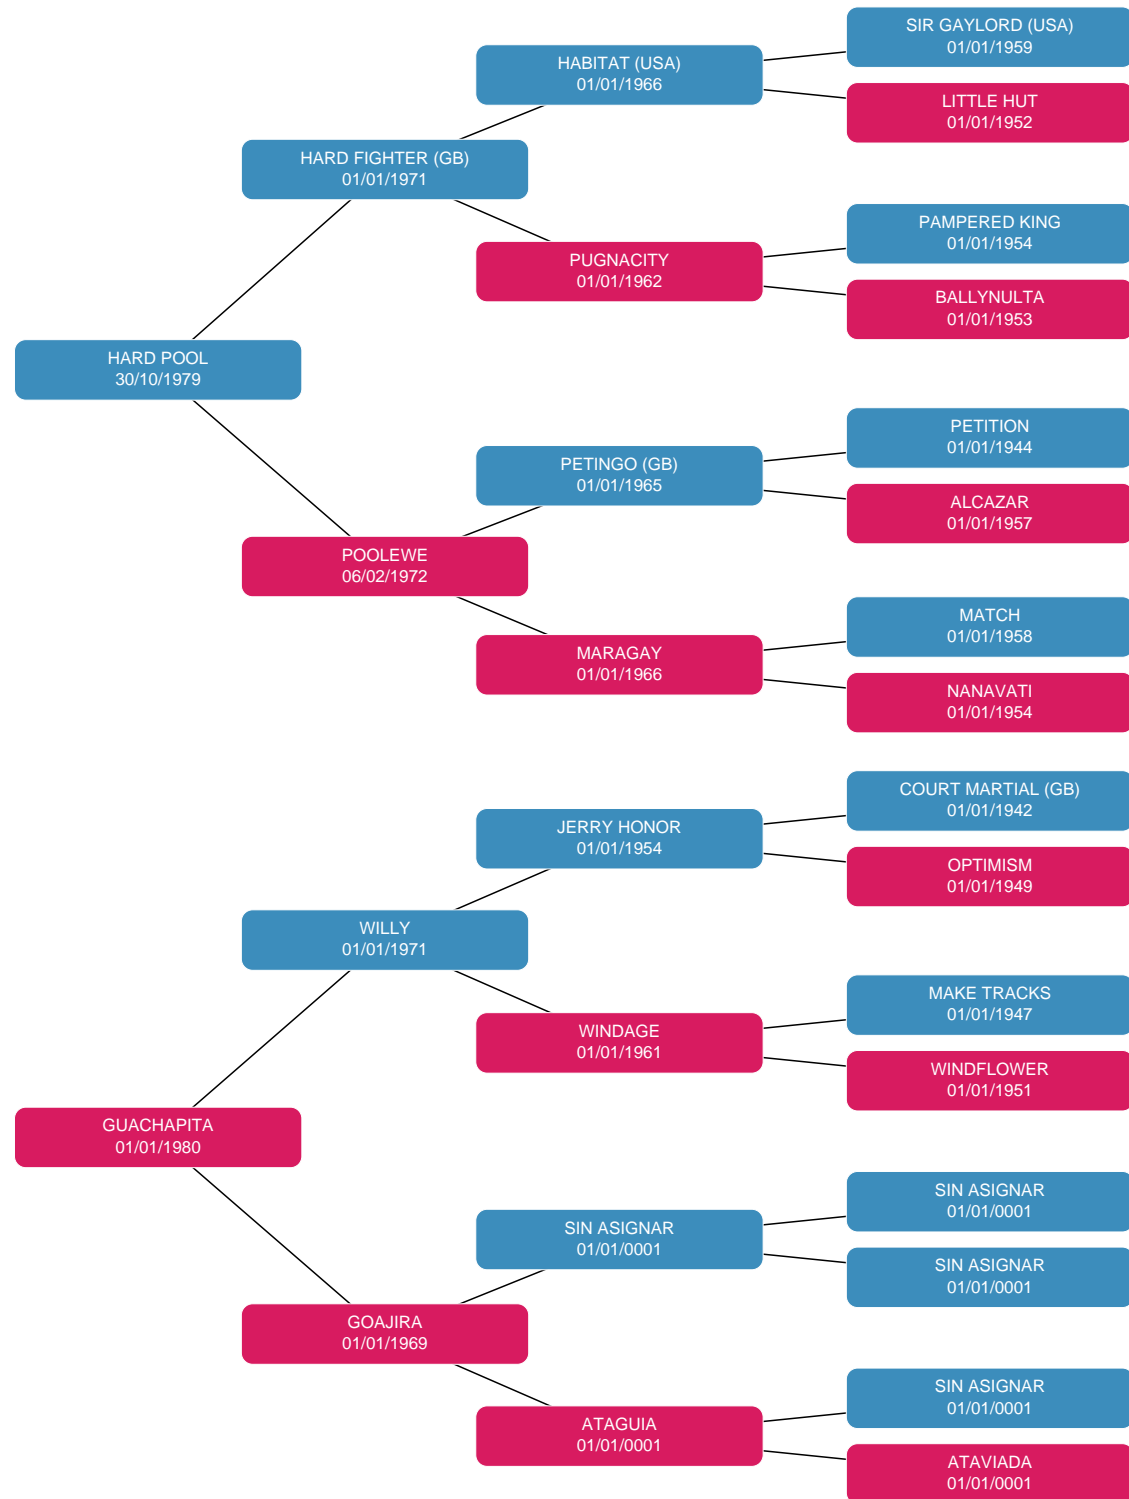 SIR GAYLORD (USA)
01/01/1959
HABITAT (USA)
01/01/1966
LITTLE HUT
01/01/1952
HARD FIGHTER (GB)
01/01/1971
PAMPERED KING
01/01/1954
PUGNACITY
01/01/1962
BALLYNULTA
01/01/1953
HARD POOL
30/10/1979
PETITION
01/01/1944
PETINGO (GB)
01/01/1965
ALCAZAR
01/01/1957
POOLEWE
06/02/1972
MATCH
01/01/1958
MARAGAY
01/01/1966
NANAVATI
01/01/1954
COURT MARTIAL (GB)
01/01/1942
JERRY HONOR
01/01/1954
OPTIMISM
01/01/1949
WILLY
01/01/1971
MAKE TRACKS
01/01/1947
WINDAGE
01/01/1961
WINDFLOWER
01/01/1951
GUACHAPITA
01/01/1980
SIN ASIGNAR
01/01/0001
SIN ASIGNAR
01/01/0001
SIN ASIGNAR
01/01/0001
GOAJIRA
01/01/1969
SIN ASIGNAR
01/01/0001
ATAGUIA
01/01/0001
ATAVIADA
01/01/0001